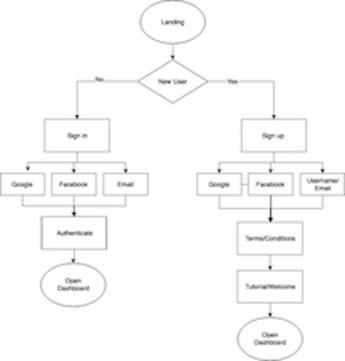 Landing
New User
No
Yes
Sign in
Sign up
Google
Facebook
Email
Google
Facebook
Username/
Email
Authenticate
Terms/Conditions
Open
Dashboard
Tutorial/Welcome
Open
Dashboard